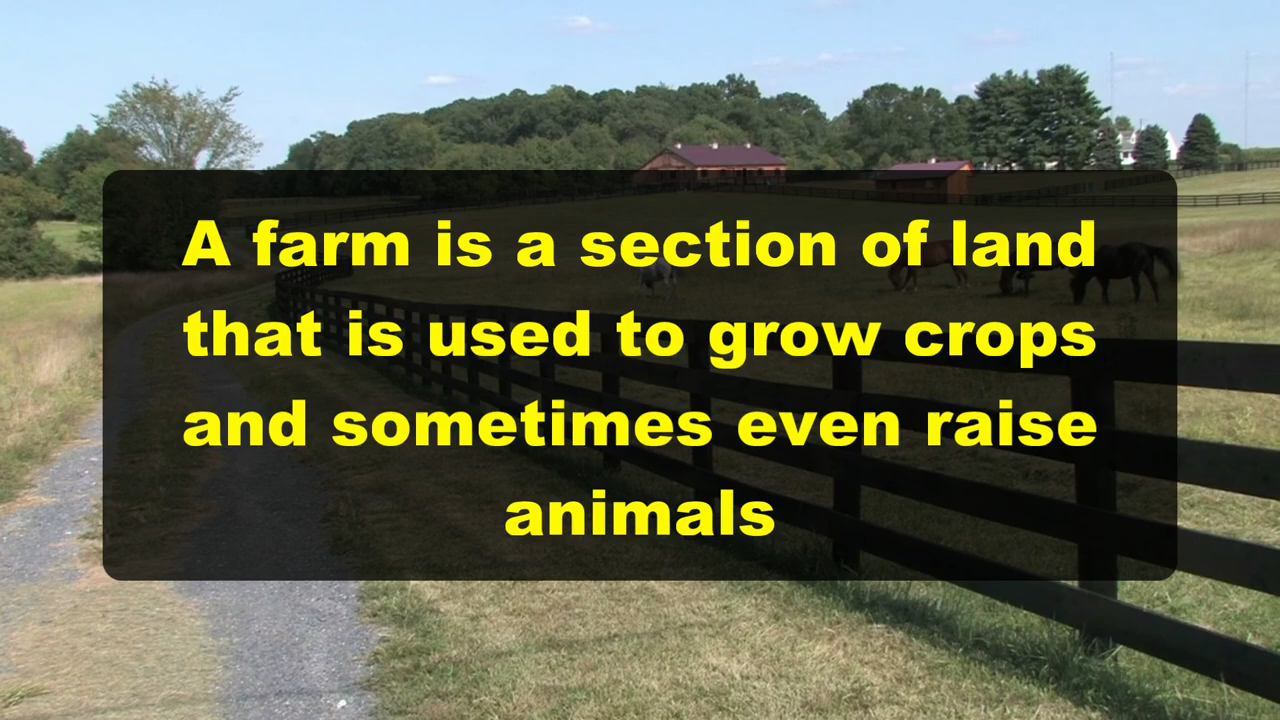 A farm is a section of land
that is used to grow crops
and sometimes even raise
animals